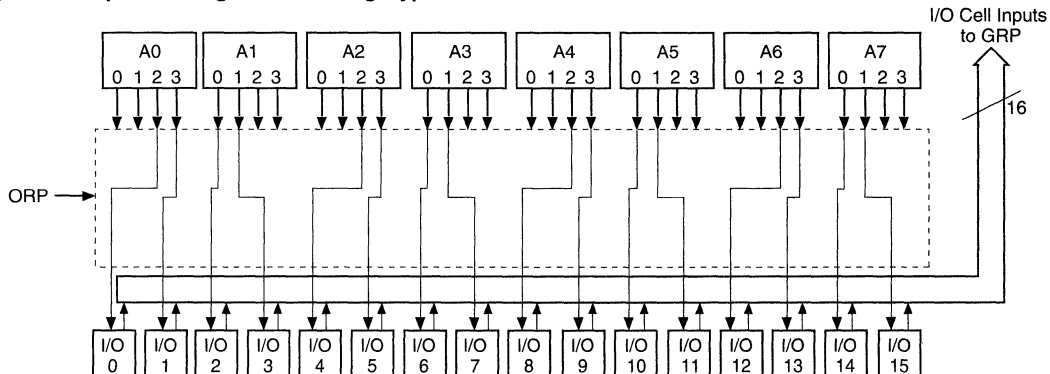 I/O Cell Inputs
to GRP
A0 A1 A2 A3 A4 A5 A6 A7
0 1 2 3 0 1 2 3 0 1 2 3 0 1 2 3 0 1 2 3 0 1 2 3 0 1 2 3 0 1 2 3
16
ORP
I/O I/O I/O I/O I/O I/O I/O I/O I/O I/O I/O I/O I/O I/O I/O I/O
0 1 2 3 4 5 6 7 8 9 10 11 12 13 14 15